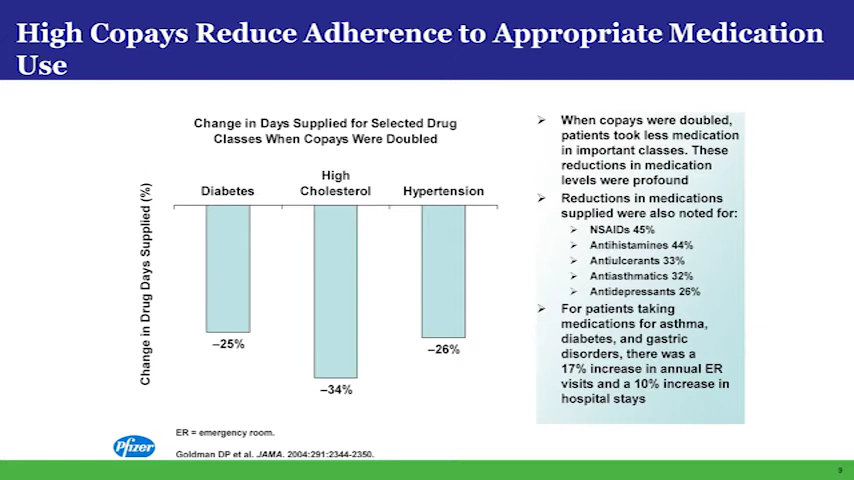 High Copays Reduce Adherence to Appropriate Medication
Use
Change in Days Supplied for Selected Drug
Classes When Copays Were Doubled
Diabetes
High
Cholesterol
Hypertension
Change in Drug Days Supplied (%)
–25%
–34%
–26%
When copays were doubled,
patients took less medication
in important classes. These
reductions in medication
levels were profound
Reductions in medications
supplied were also noted for:
NSAIDs 45%
Antihistamines 44%
Antiulcerants 33%
Antiasthmatics 32%
Antidepressants 26%
For patients taking
medications for asthma,
diabetes, and gastric
disorders, there was a
17% increase in annual ER
visits and a 10% increase in
hospital stays
ER = emergency room.
Goldman DP et al. JAMA. 2004:291:2344-2350.
Pfizer
9